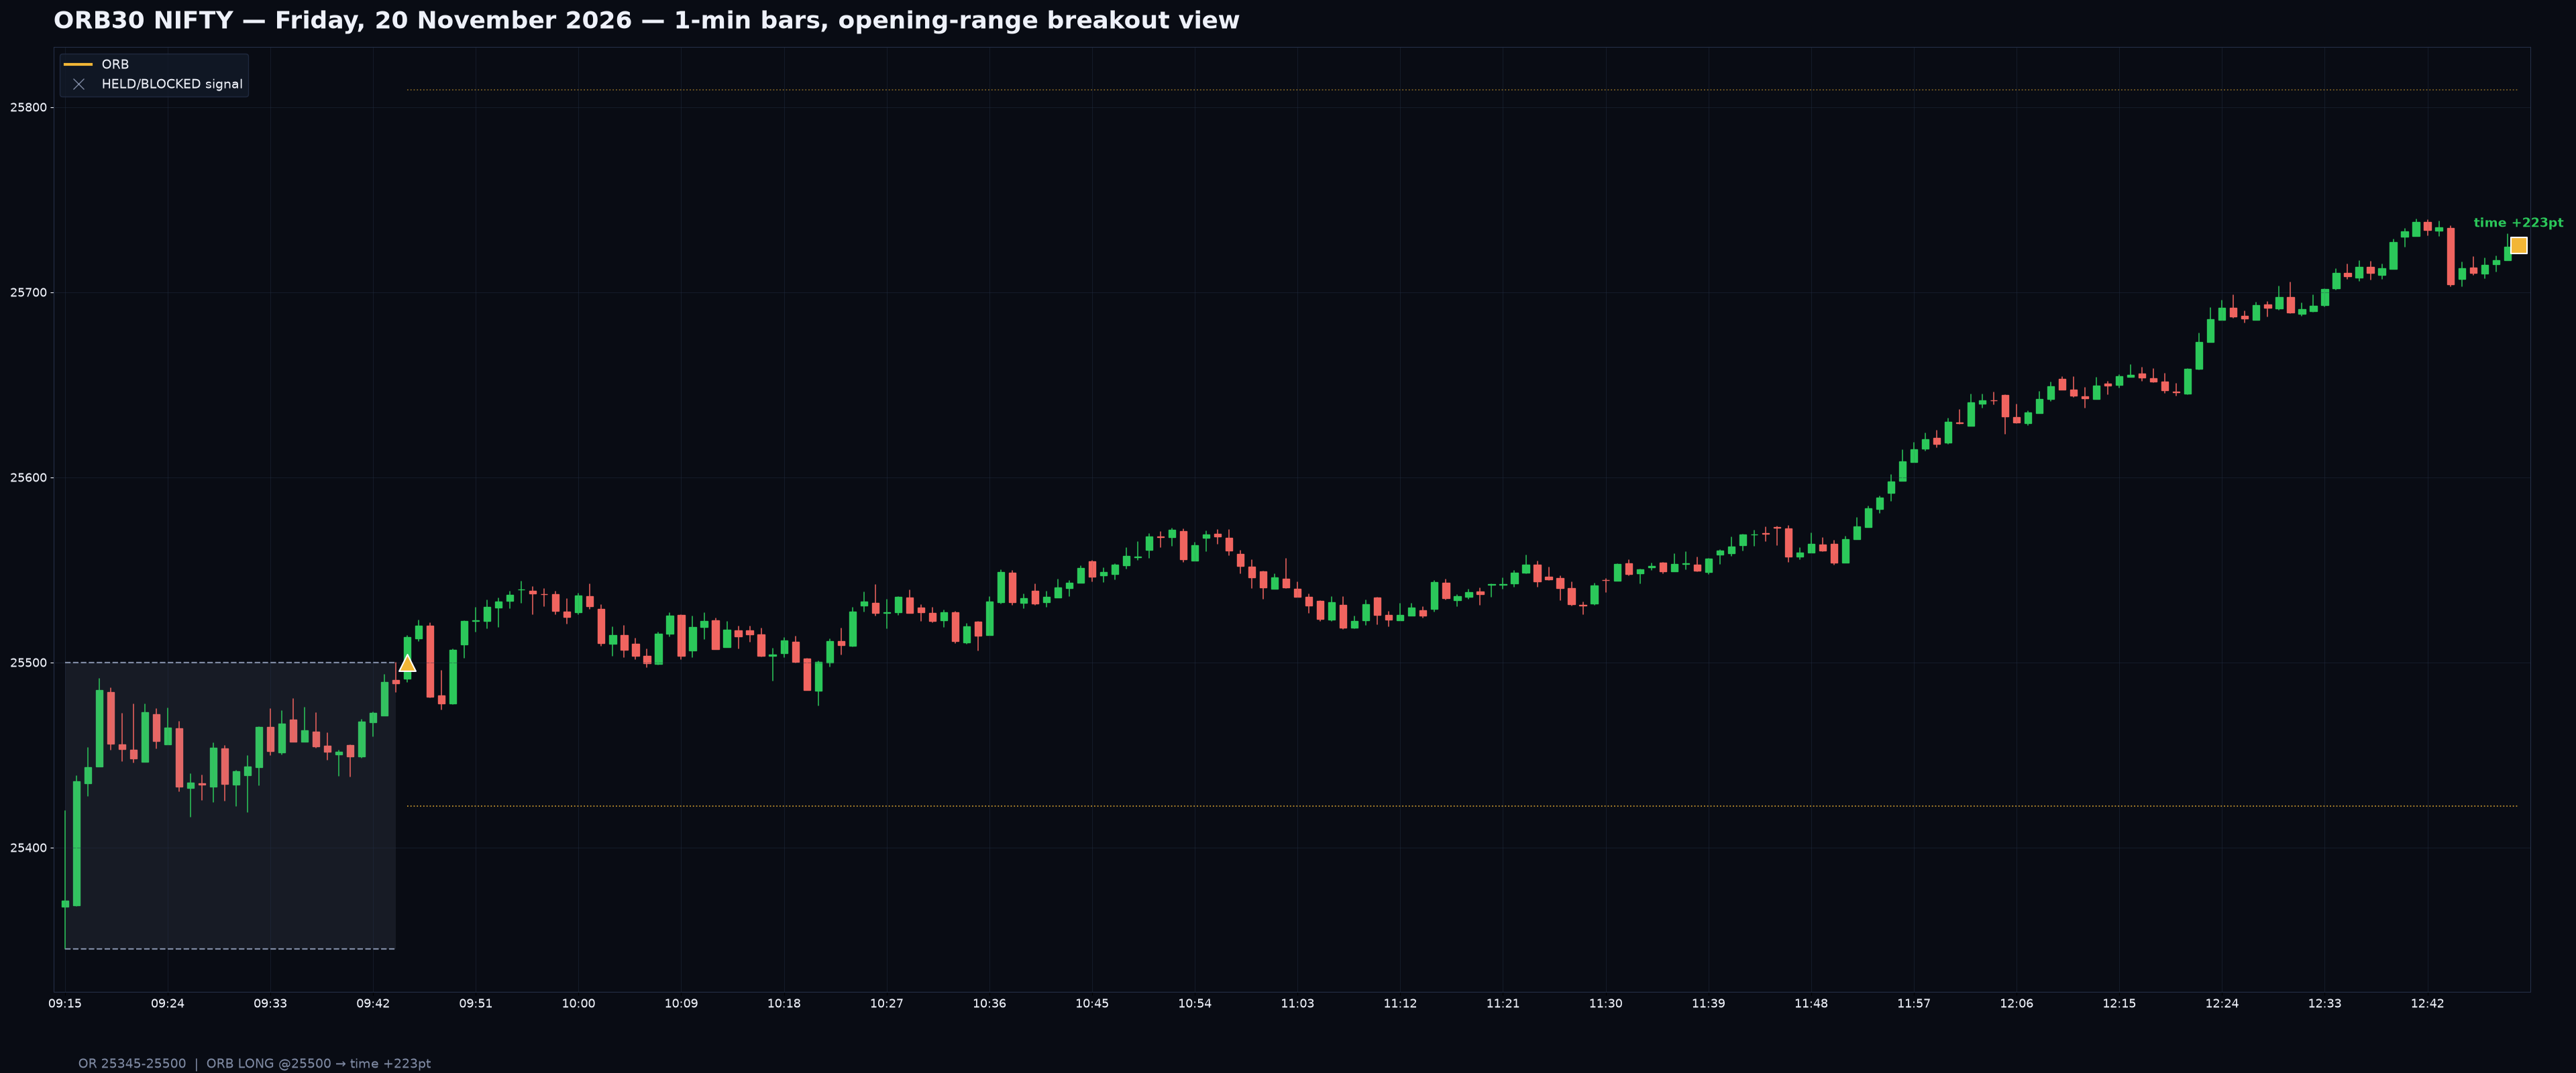 ORB30 NIFTY — Friday, 20 November 2026 — 1-min bars, opening-range breakout view
ORB
HELD/BLOCKED signal
25800
25700
25600
25500
25400
time +223pt
09:15 09:24 09:33 09:42 09:51 10:00 10:09 10:18 10:27 10:36 10:45 10:54 11:03 11:12 11:21 11:30 11:39 11:48 11:57 12:06 12:15 12:24 12:33 12:42
OR 25345-25500 | ORB LONG @25500 → time +223pt